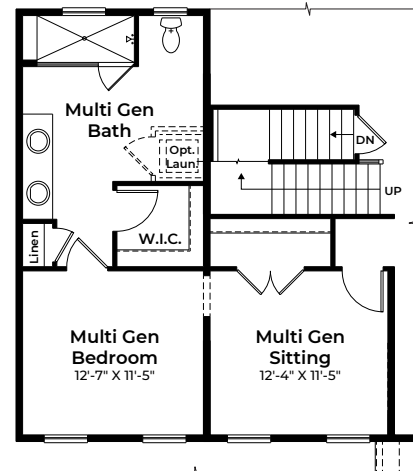 Multi Gen
Bath
Opt.
Laun.
DN
UP
W.I.C.
Linen
Multi Gen
Bedroom
12'-7" X 11'-5"
Multi Gen
Sitting
12'-4" X 11'-5"